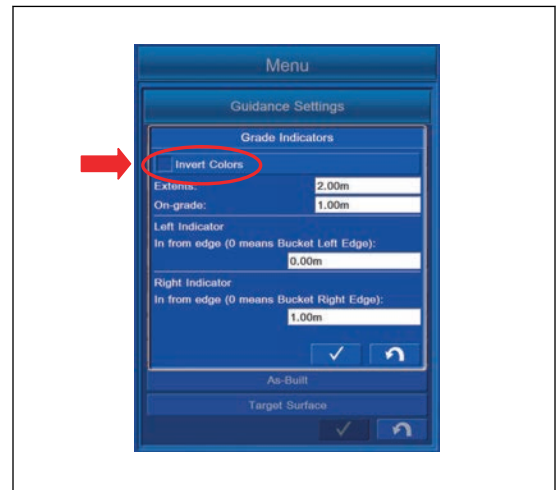 Menu
Guidance Settings
Grade Indicators
Invert Colors
Extents: 2.00m
On-grade: 1.00m
Left Indicator
In from edge (0 means Bucket Left Edge):
0.00m
Right Indicator
In from edge (0 means Bucket Right Edge):
1.00m
As-Built
Target Surface